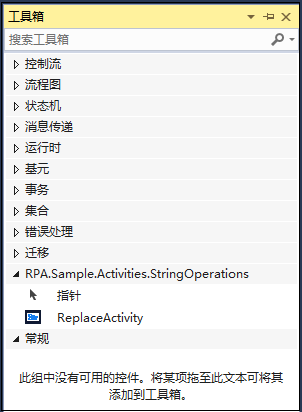 工具箱
搜索工具箱
控制流
流程图
状态机
消息传递
运行时
基元
事务
集合
错误处理
迁移
RPA.Sample.Activities.StringOperations
指针
ReplaceActivity
常规
此组中没有可用的控件。将某项拖至此文本可将其
添加到工具箱。